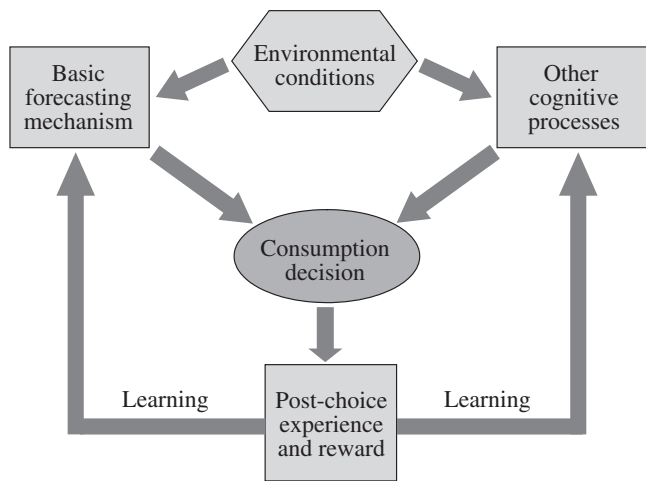 Environmental
conditions
Basic
forecasting
mechanism
Other
cognitive
processes
Consumption
decision
Learning
Post-choice
experience
and reward
Learning